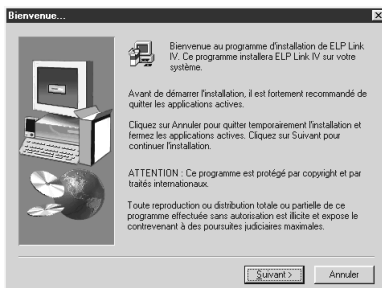 Bienvenue...
Bienvenue au programme d'installation de ELP Link
IV. Ce programme installera ELP Link IV sur votre
système.
Avant de démarrer l'installation, il est fortement recommandé de
quitter les applications actives.
Cliquez sur Annuler pour quitter temporairement l'installation et
fermez les applications actives. Cliquez sur Suivant pour
continuer l'installation.
ATTENTION : Ce programme est protégé par copyright et par
traités internationaux.
Toute reproduction ou distribution totale ou partielle de ce
programme effectuée sans autorisation est illicite et expose le
contrevenant à des poursuites judiciaires maximales.
Suivant >
Annuler